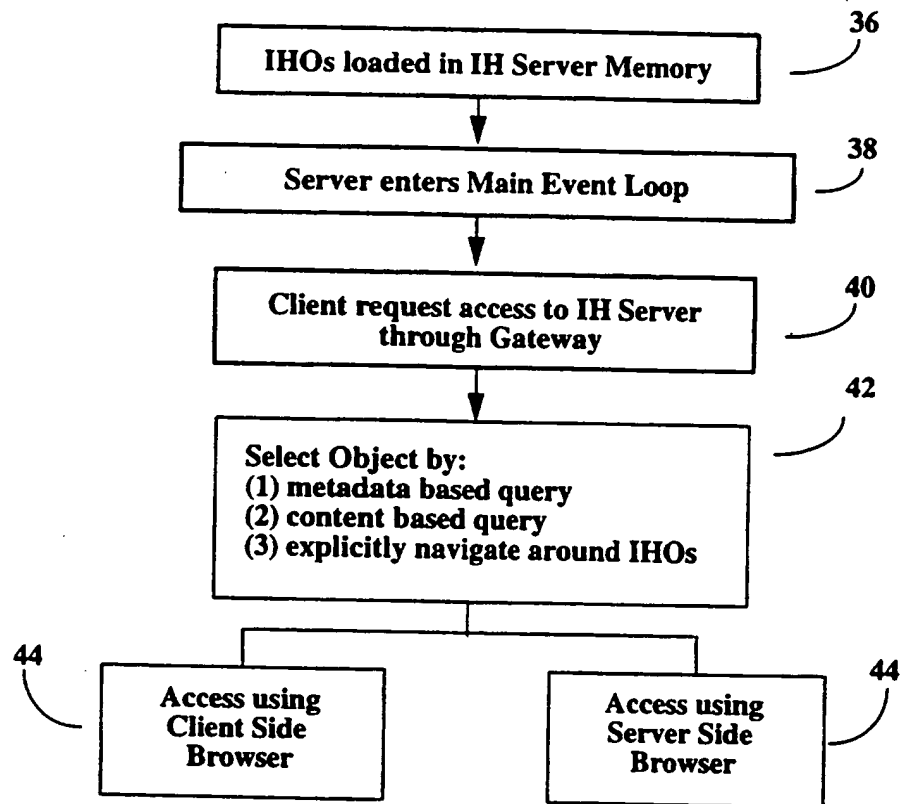 36
IHOs loaded in IH Server Memory
38
Server enters Main Event Loop
40
Client request access to IH Server
through Gateway
42
Select Object by:
(1) metadata based query
(2) content based query
(3) explicitly navigate around IHOs
44
Access using
Client Side
Browser
44
Access using
Server Side
Browser